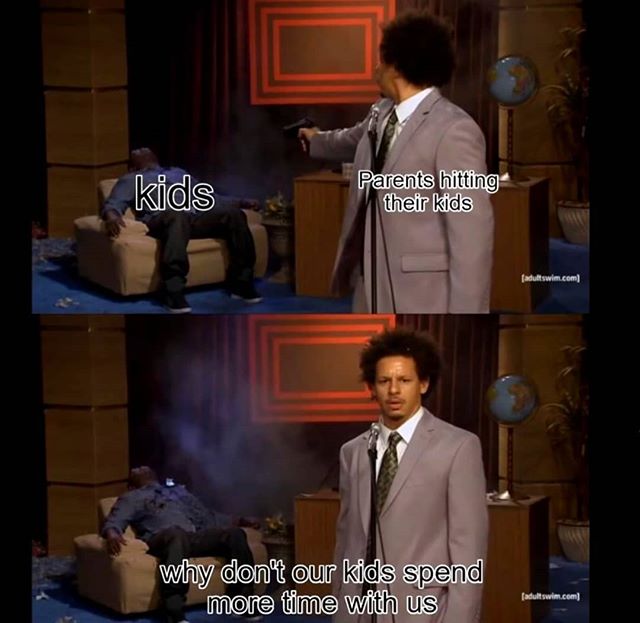 kids
Parents hitting
their kids
[adultswim.com]
why don't our kids spend
more time with us
[adultswim.com]